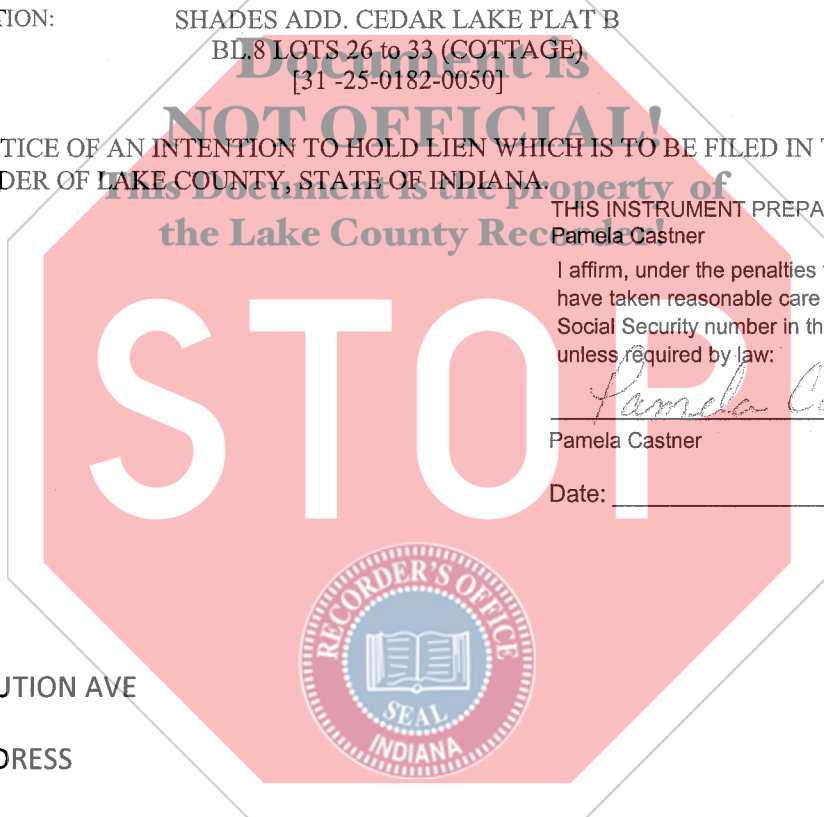 TION: SHADES ADD. CEDAR LAKE PLAT B
BL.8 LOTS 26 to 33 (COTTAGE)
[31 -25-0182-0050]
Document is
NOT OFFICIAL!
This Document is the property of
the Lake County Recorder!
TICE OF AN INTENTION TO HOLD LIEN WHICH IS TO BE FILED IN
DER OF LAKE COUNTY, STATE OF INDIANA.
THIS INSTRUMENT PREPA
Pamela Castner
I affirm, under the penalties
have taken reasonable care
Social Security number in th
unless required by law:
Pamela Ca
Pamela Castner
Date:
STOP
RECORDER'S OFFICE
SEAL
INDIANA
UTION AVE
DRESS